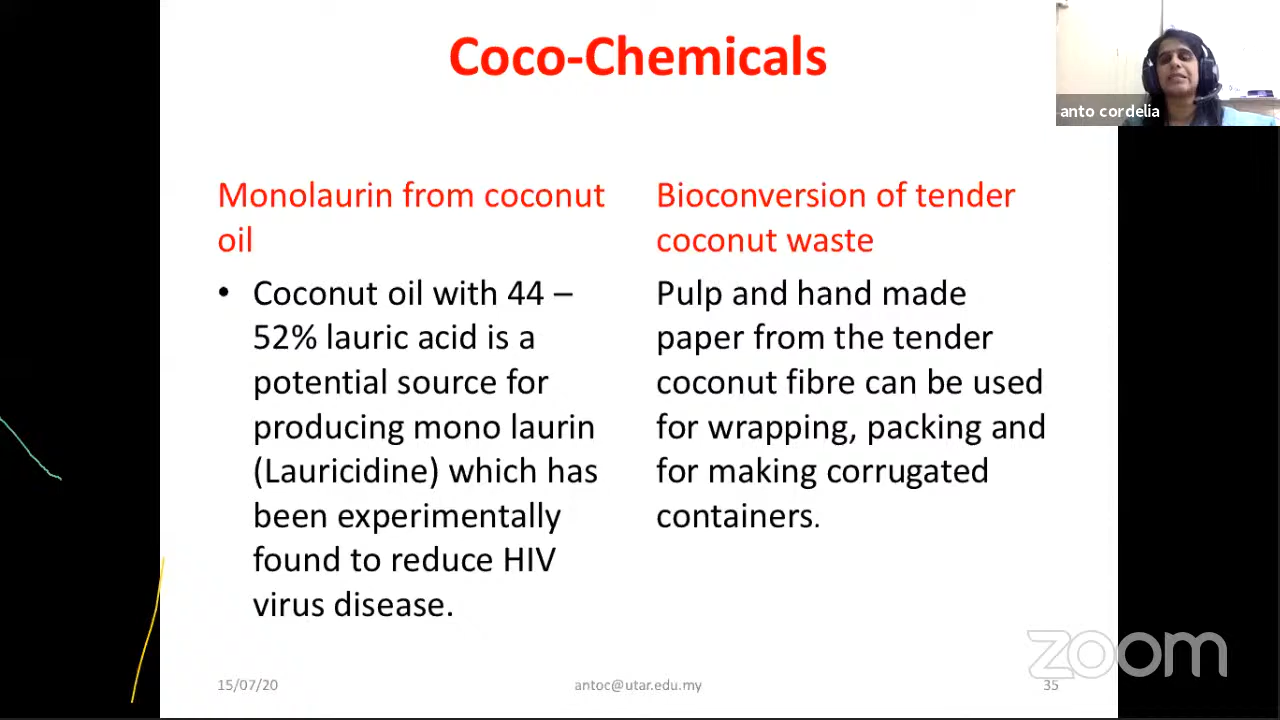 Coco-Chemicals
anto cordelia
Monolaurin from coconut
oil
• Coconut oil with 44 –
52% lauric acid is a
potential source for
producing mono laurin
(Lauricidine) which has
been experimentally
found to reduce HIV
virus disease.
Bioconversion of tender
coconut waste
Pulp and hand made
paper from the tender
coconut fibre can be used
for wrapping, packing and
for making corrugated
containers.
zoom
15/07/20
antoc@utar.edu.my
35